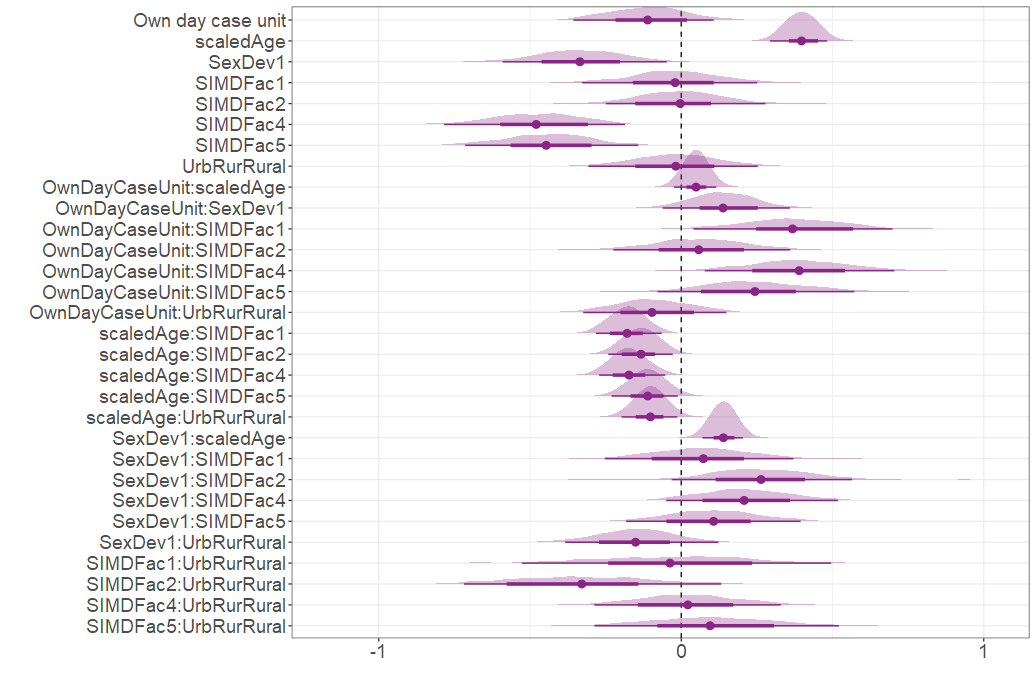 Own day case unit
scaledAge
SexDev1
SIMDFac1
SIMDFac2
SIMDFac4
SIMDFac5
UrbRurRural
OwnDayCaseUnit:scaledAge
OwnDayCaseUnit:SexDev1
OwnDayCaseUnit:SIMDFac1
OwnDayCaseUnit:SIMDFac2
OwnDayCaseUnit:SIMDFac4
OwnDayCaseUnit:SIMDFac5
OwnDayCaseUnit:UrbRurRural
scaledAge:SIMDFac1
scaledAge:SIMDFac2
scaledAge:SIMDFac4
scaledAge:SIMDFac5
scaledAge:UrbRurRural
SexDev1:scaledAge
SexDev1:SIMDFac1
SexDev1:SIMDFac2
SexDev1:SIMDFac4
SexDev1:SIMDFac5
SexDev1:UrbRurRural
SIMDFac1:UrbRurRural
SIMDFac2:UrbRurRural
SIMDFac4:UrbRurRural
SIMDFac5:UrbRurRural
-1 0 1